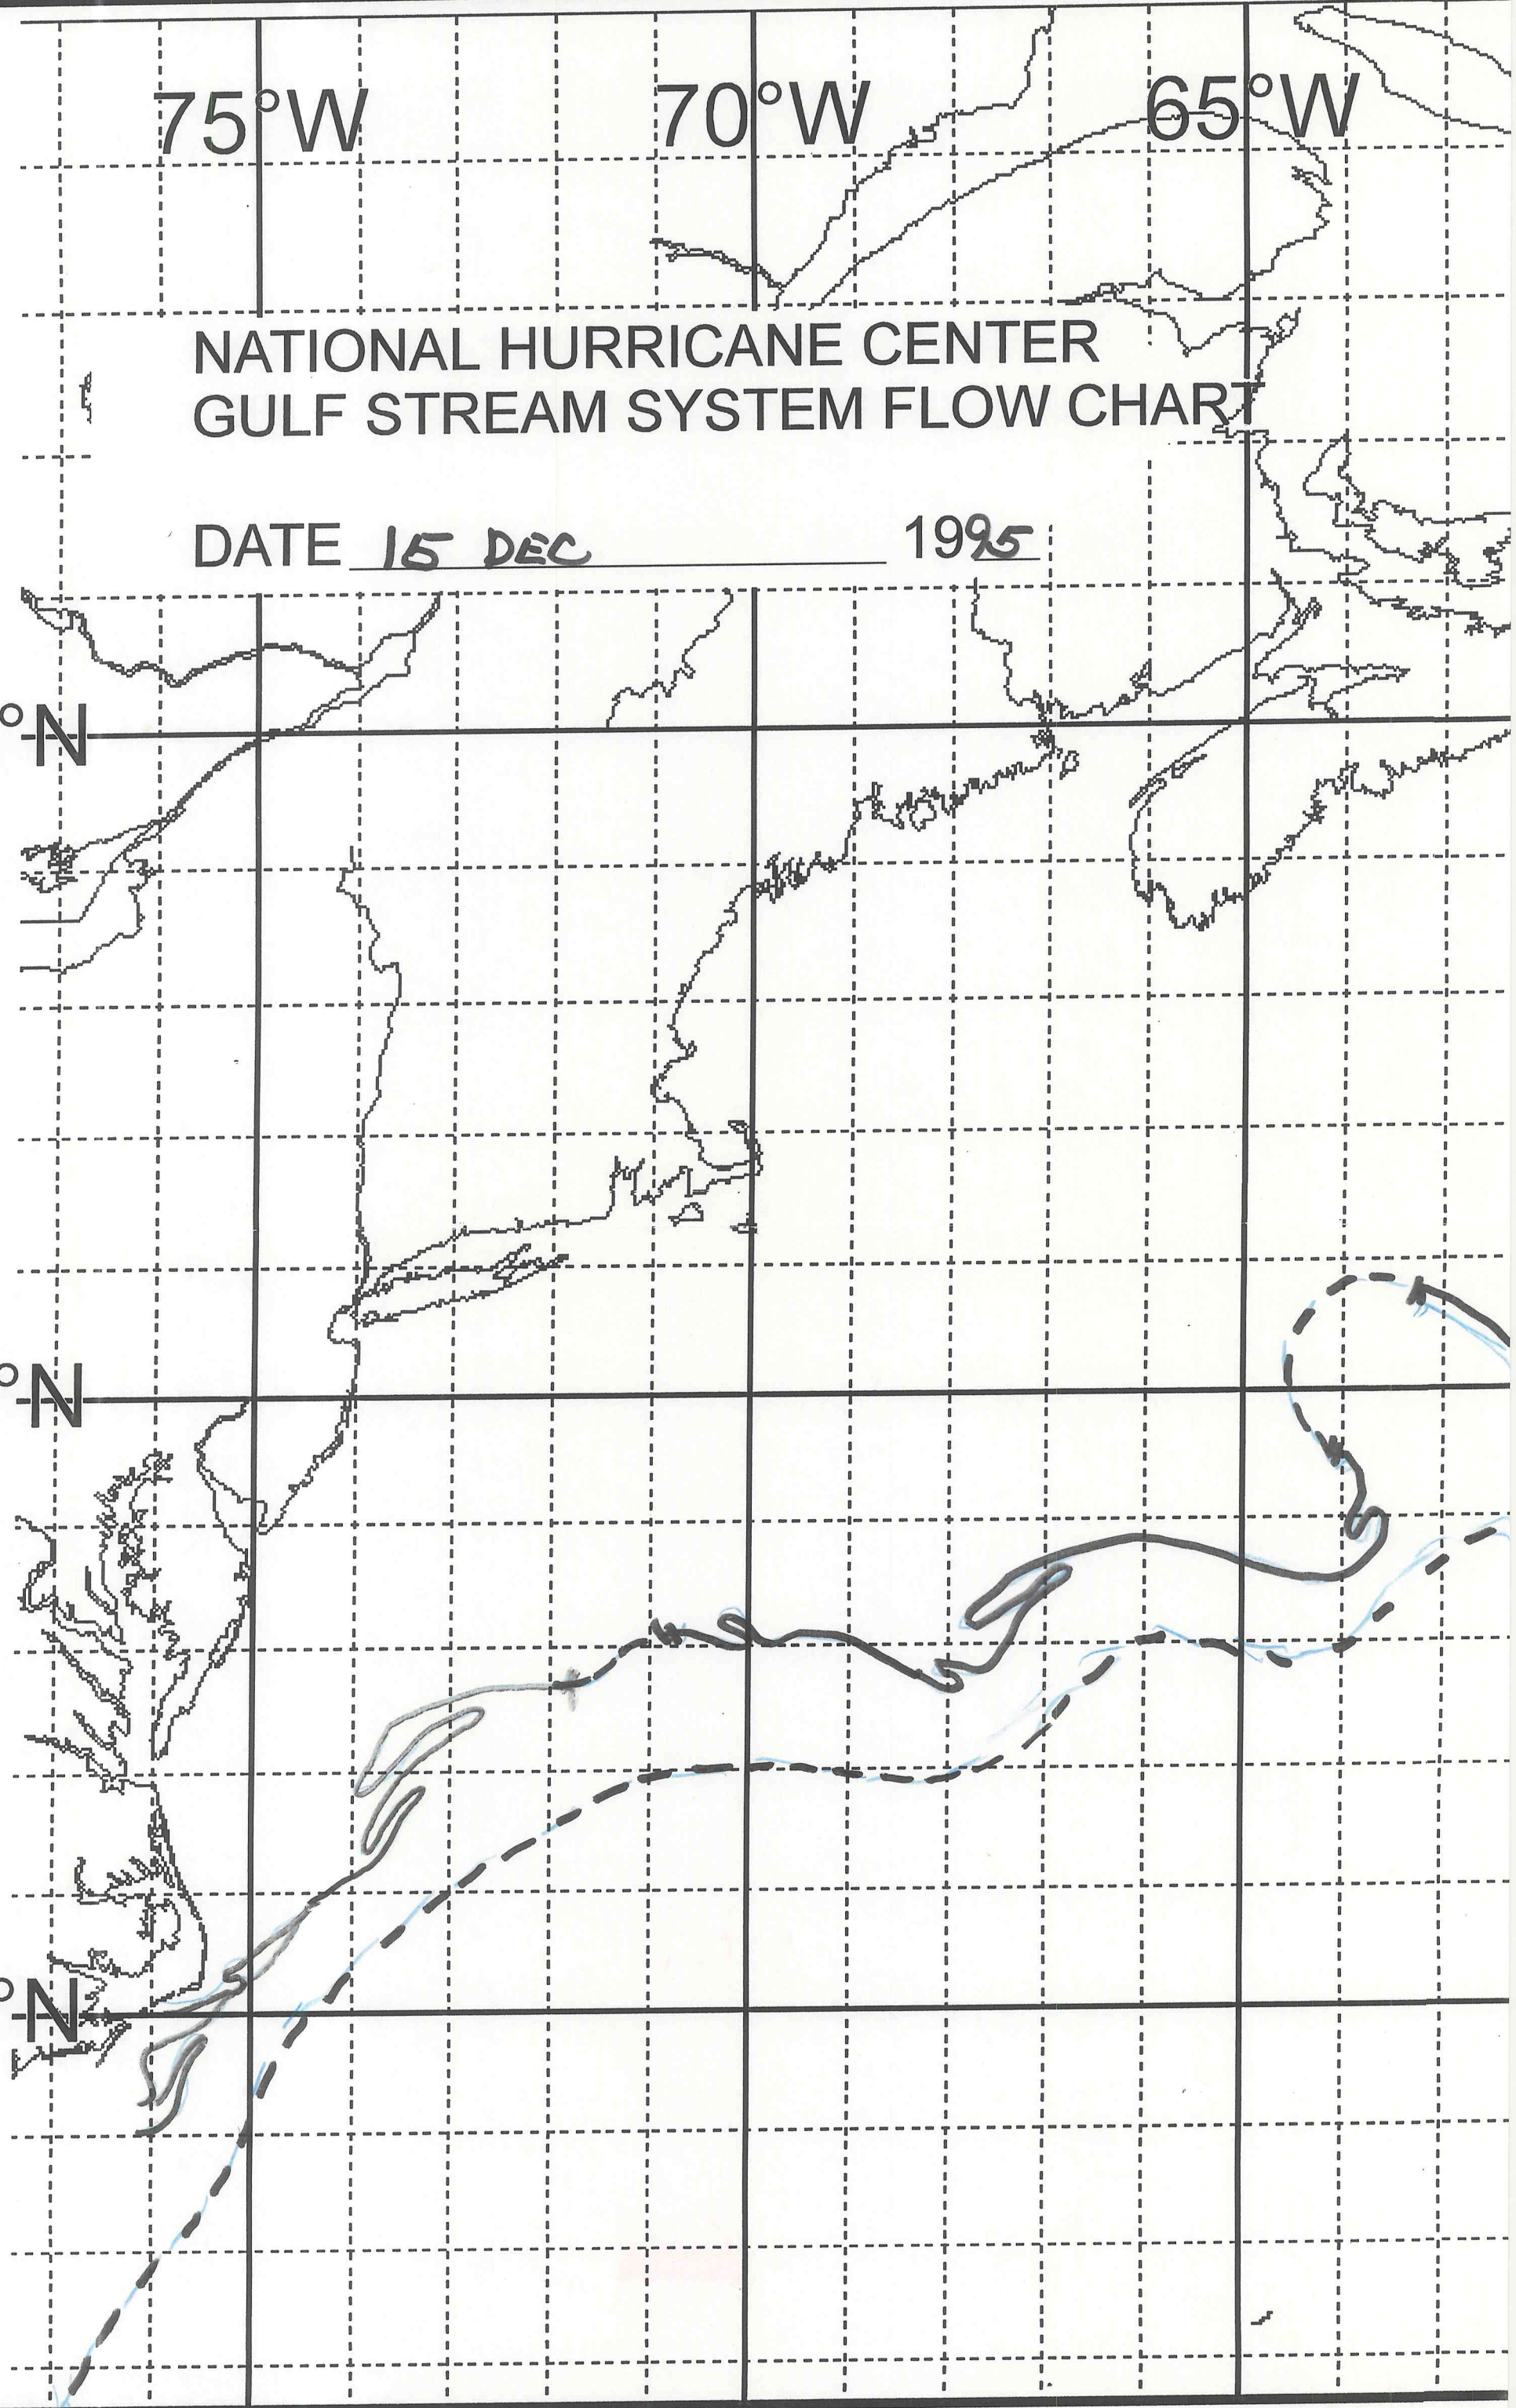 75°W 70°W 65°W
NATIONAL HURRICANE CENTER
GULF STREAM SYSTEM FLOW CHART
DATE 15 DEC 1995
°N
°N
°N